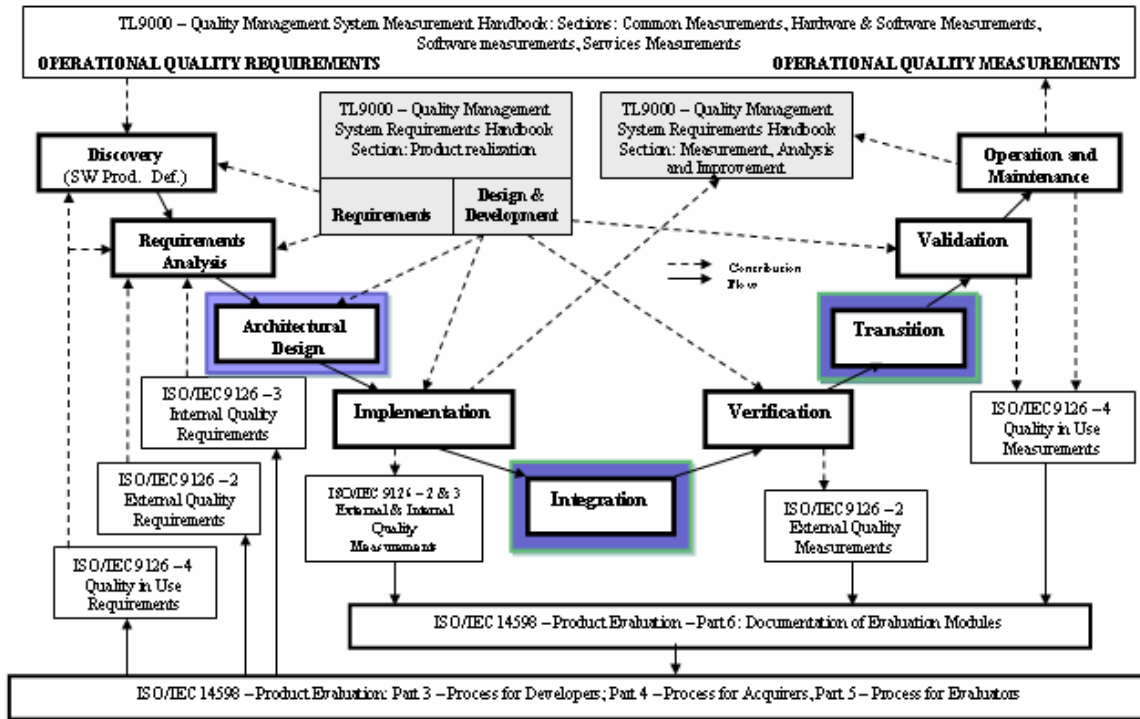 TL9000 – Quality Management System Measurement Handbook: Sections: Common Measurements, Hardware & Software Measurements,
Software measurements, Services Measurements
OPERATIONAL QUALITY REQUIREMENTS
OPERATIONAL QUALITY MEASUREMENTS
TL9000 – Quality Management
System Requirements Handbook
Section: Product realization
Requirements
Design &
Development
TL9000 – Quality Management
System Requirements Handbook
Section: Measurement, Analysis
and Improvement
Discovery
(SW Prod. Def.)
Operation and
Maintenance
Requirements
Analysis
Validation
Contribution
Flow
Architectural
Design
Transition
ISO/IEC 9126 – 3
Internal Quality
Requirements
Implementation
Verification
ISO/IEC 9126 – 4
Quality in Use
Measurements
ISO/IEC 9126 – 2
External Quality
Requirements
ISO/IEC 9126 – 2 & 3
External & Internal
Quality
Measurements
Integration
ISO/IEC 9126 – 2
External Quality
Measurements
ISO/IEC 9126 – 4
Quality in Use
Requirements
ISO/IEC 14598 – Product Evaluation – Part 6: Documentation of Evaluation Modules
ISO/IEC 14598 – Product Evaluation: Part 3 – Process for Developers; Part 4 – Process for Acquirers, Part 5 – Process for Evaluators